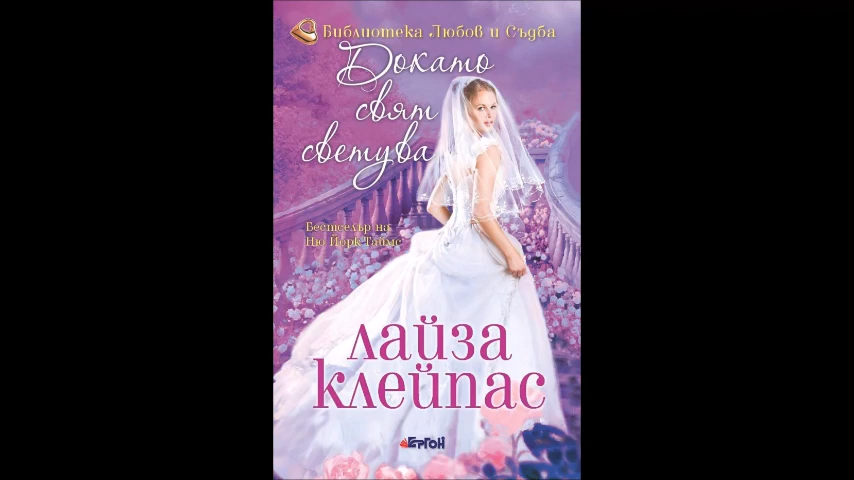 Библиотека Любов и Съдба
Докато
свят
светува
Бестселър на
Ню Йорк Таймс
Лайза
Клейпас
ЕРГОН